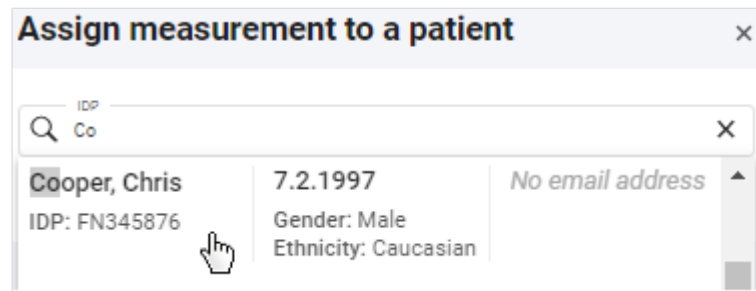 Assign measurement to a patient
IDP
Co
Cooper, Chris
IDP: FN345876
7.2.1997
Gender: Male
Ethnicity: Caucasian
No email address